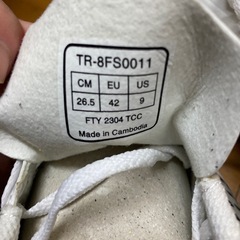 TR-8FS0011
CM EU US
26.5 42 9
FTY 2304 TCC
Made in Cambodia